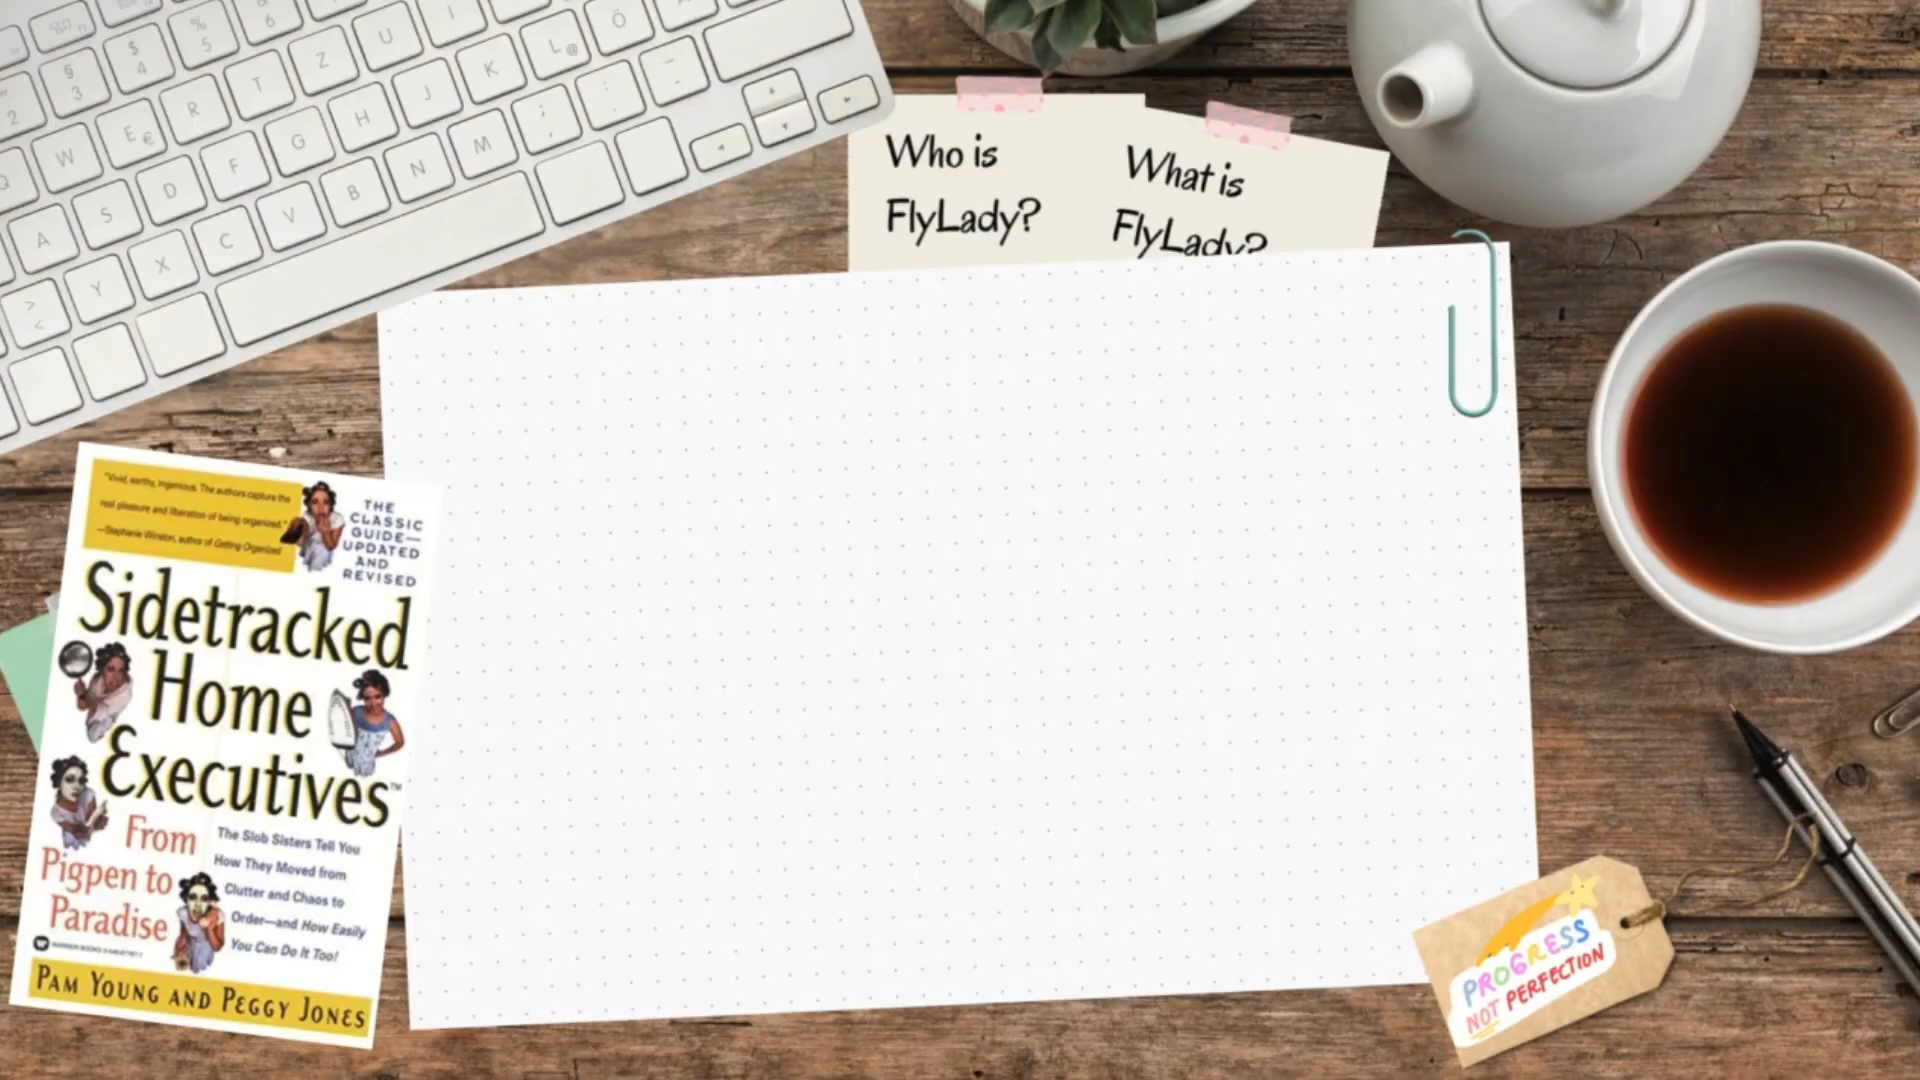 Who is
FlyLady?
What is
FlyLady?
"Vivid, earthy, ingenious. The authors capture the
real pleasure and liberation of being organized."
—Stephanie Winston, author of Getting Organized
THE
CLASSIC
GUIDE—
UPDATED
AND
REVISED
Sidetracked
Home
Executives™
From
Pigpen to
Paradise
The Slob Sisters Tell You
How They Moved from
Clutter and Chaos to
Order—and How Easily
You Can Do It Too!
PAM YOUNG AND PEGGY JONES
PROGRESS
NOT PERFECTION